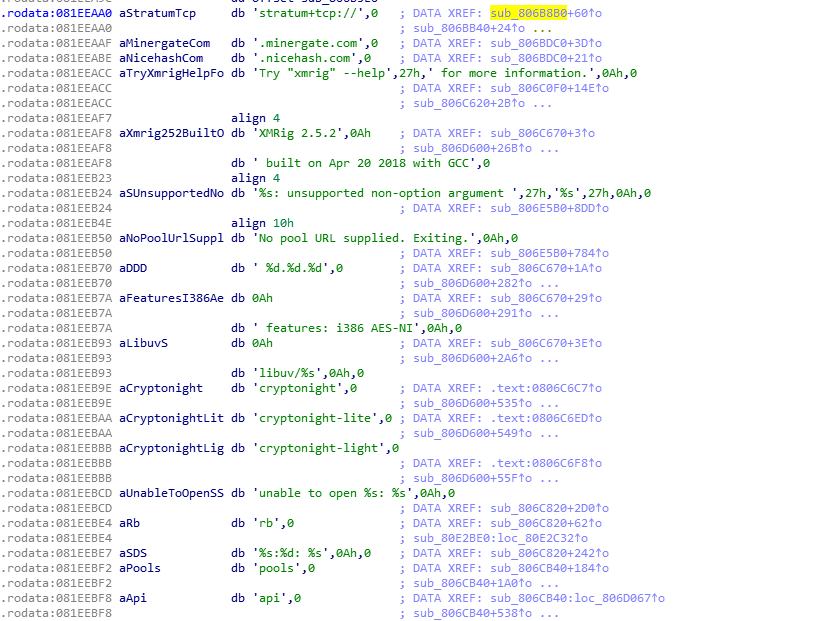 .rodata:081EEAA0 aStratumTcp db 'stratum+tcp://',0 ; DATA XREF: sub_806B8B0+60↑o
.rodata:081EEAA0 ; sub_806BB40+24↑o ...
.rodata:081EEAAF aMinergateCom db '.minergate.com',0 ; DATA XREF: sub_806BDC0+3D↑o
.rodata:081EEABE aNicehashCom db '.nicehash.com',0 ; DATA XREF: sub_806BDC0+21↑o
.rodata:081EEACC aTryXmrigHelpFo db 'Try "xmrig" --help',27h,' for more information.',0Ah,0
.rodata:081EEACC ; DATA XREF: sub_806C0F0+14E↑o
.rodata:081EEACC ; sub_806C620+2B↑o ...
.rodata:081EEAF7 align 4
.rodata:081EEAF8 aXmrig252BuiltO db 'XMRig 2.5.2',0Ah ; DATA XREF: sub_806C670+3↑o
.rodata:081EEAF8 ; sub_806D600+26B↑o ...
.rodata:081EEAF8 db ' built on Apr 20 2018 with GCC',0
.rodata:081EEB23 align 4
.rodata:081EEB24 aSUnsupportedNo db '%s: unsupported non-option argument ',27h,'%s',27h,0Ah,0
.rodata:081EEB24 ; DATA XREF: sub_806E5B0+8DD↑o
.rodata:081EEB4E align 10h
.rodata:081EEB50 aNoPoolUrlSuppl db 'No pool URL supplied. Exiting.',0Ah,0
.rodata:081EEB50 ; DATA XREF: sub_806E5B0+784↑o
.rodata:081EEB70 aDDD db ' %d.%d.%d',0 ; DATA XREF: sub_806C670+1A↑o
.rodata:081EEB70 ; sub_806D600+282↑o ...
.rodata:081EEB7A aFeaturesI386Ae db 0Ah ; DATA XREF: sub_806C670+29↑o
.rodata:081EEB7A ; sub_806D600+291↑o ...
.rodata:081EEB7A db ' features: i386 AES-NI',0Ah,0
.rodata:081EEB93 aLibuvS db 0Ah ; DATA XREF: sub_806C670+3E↑o
.rodata:081EEB93 ; sub_806D600+2A6↑o ...
.rodata:081EEB93 db 'libuv/%s',0Ah,0
.rodata:081EEB9E aCryptonight db 'cryptonight',0 ; DATA XREF: .text:0806C6C7↑o
.rodata:081EEB9E ; sub_806D600+535↑o ...
.rodata:081EEBAA aCryptonightLit db 'cryptonight-lite',0 ; DATA XREF: .text:0806C6ED↑o
.rodata:081EEBAA ; sub_806D600+549↑o ...
.rodata:081EEBBB aCryptonightLig db 'cryptonight-light',0
.rodata:081EEBBB ; DATA XREF: .text:0806C6F8↑o
.rodata:081EEBBB ; sub_806D600+55F↑o ...
.rodata:081EEBCD aUnableToOpenSS db 'unable to open %s: %s',0Ah,0
.rodata:081EEBCD ; DATA XREF: sub_806C820+2D0↑o
.rodata:081EEBE4 aRb db 'rb',0 ; DATA XREF: sub_806C820+62↑o
.rodata:081EEBE4 ; sub_80E2BE0:loc_80E2C32↑o
.rodata:081EEBE7 aSDS db '%s:%d: %s',0Ah,0 ; DATA XREF: sub_806C820+242↑o
.rodata:081EEBF2 aPools db 'pools',0 ; DATA XREF: sub_806CB40+184↑o
.rodata:081EEBF2 ; sub_806CB40+1A0↑o ...
.rodata:081EEBF8 aApi db 'api',0 ; DATA XREF: sub_806CB40:loc_806D067↑o
.rodata:081EEBF8 ; sub_806CB40+538↑o ...